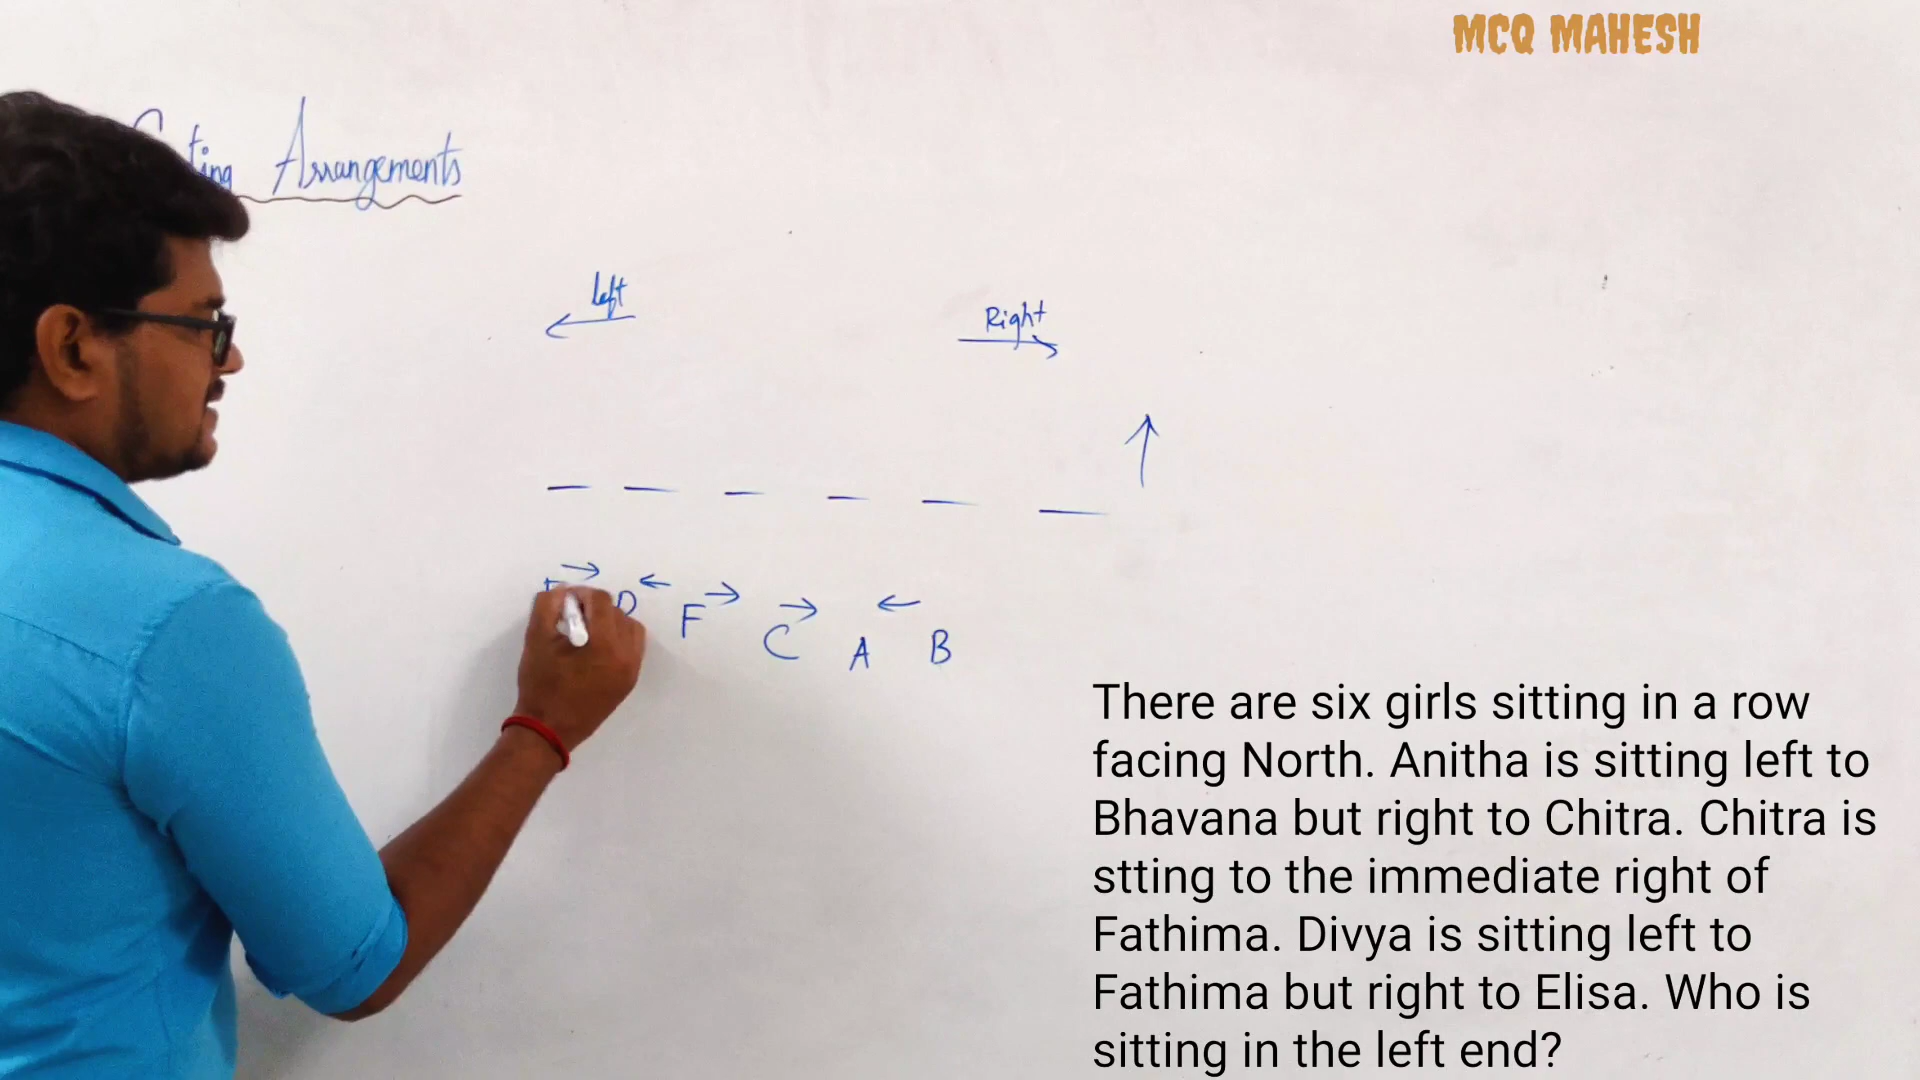 MCQ MAHESH
Arrangements
left
Right
F C A B
There are six girls sitting in a row
facing North. Anitha is sitting left to
Bhavana but right to Chitra. Chitra is
stting to the immediate right of
Fathima. Divya is sitting left to
Fathima but right to Elisa. Who is
sitting in the left end?